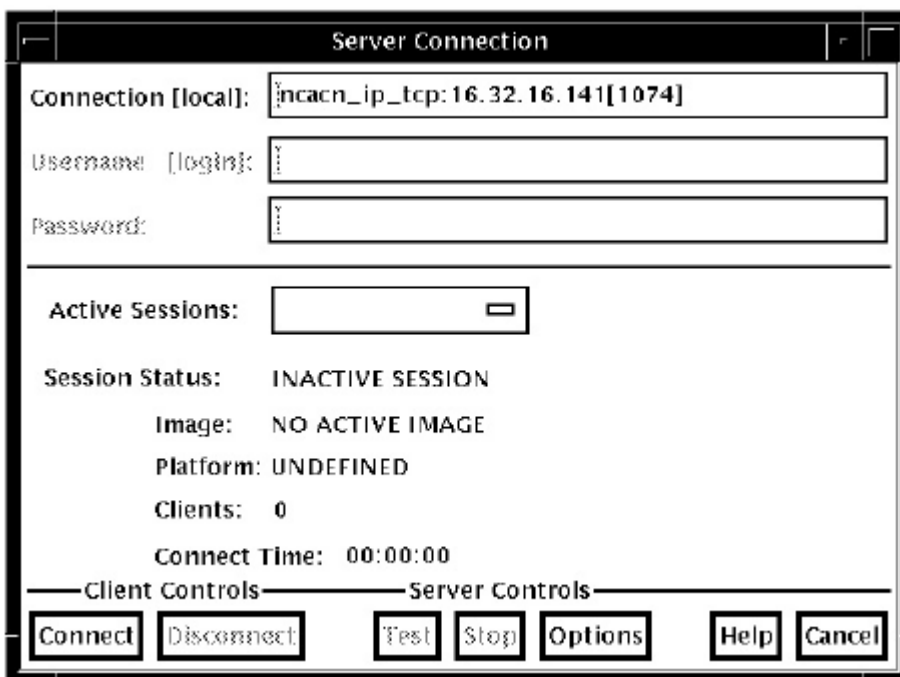 Server Connection
Connection [local]: ncacn_ip_tcp:16.32.16.141[1074]
Username [login]:
Password:
Active Sessions:
Session Status: INACTIVE SESSION
Image: NO ACTIVE IMAGE
Platform: UNDEFINED
Clients: 0
Connect Time: 00:00:00
Client Controls Server Controls
Connect Disconnect Test Stop Options Help Cancel